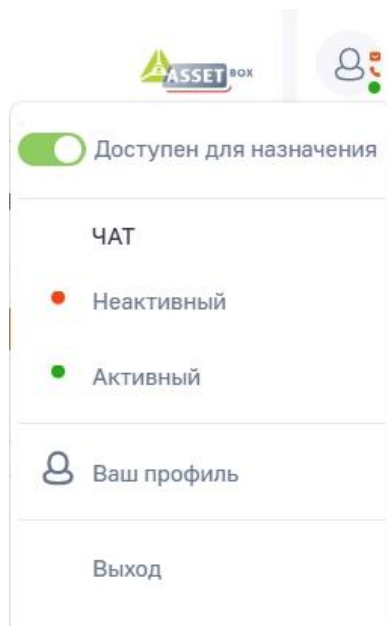 ASSET BOX
Доступен для назначения
ЧАТ
Неактивный
Активный
Ваш профиль
Выход